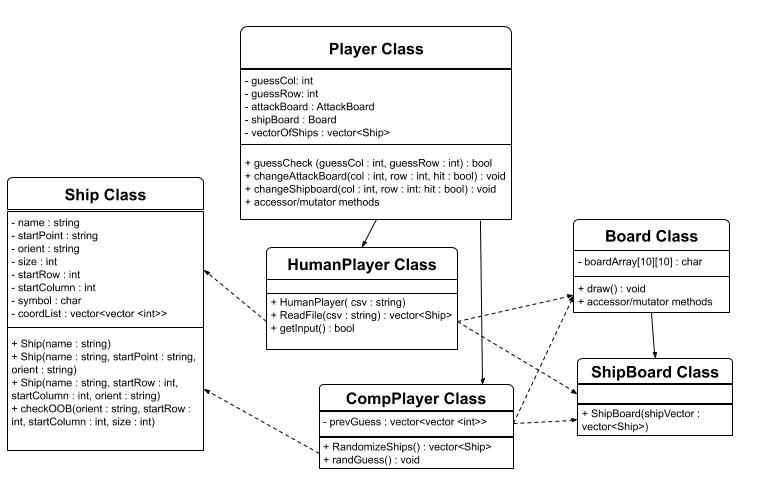 Player Class
- guessCol: int
- guessRow: int
- attackBoard : AttackBoard
- shipBoard : Board
- vectorOfShips : vector<Ship>
+ guessCheck (guessCol : int, guessRow : int) : bool
+ changeAttackBoard(col : int, row : int, hit : bool) : void
+ changeShipboard(col : int, row : int: hit : bool) : void
+ accessor/mutator methods
Ship Class
- name : string
- startPoint : string
- orient : string
- size : int
- startRow : int
- startColumn : int
- symbol : char
- coordList : vector<vector <int>>
+ Ship(name : string)
+ Ship(name : string, startPoint : string,
orient : string)
+ Ship(name : string, startRow : int,
startColumn : int, orient : string)
+ checkOOB(orient : string, startRow :
int, startColumn : int, size : int)
HumanPlayer Class
+ HumanPlayer( csv : string)
+ ReadFile(csv : string) : vector<Ship>
+ getInput() : bool
Board Class
- boardArray[10][10] : char
+ draw() : void
+ accessor/mutator methods
CompPlayer Class
- prevGuess : vector<vector <int>>
+ RandomizeShips() : vector<Ship>
+ randGuess() : void
ShipBoard Class
+ ShipBoard(shipVector :
vector<Ship>)